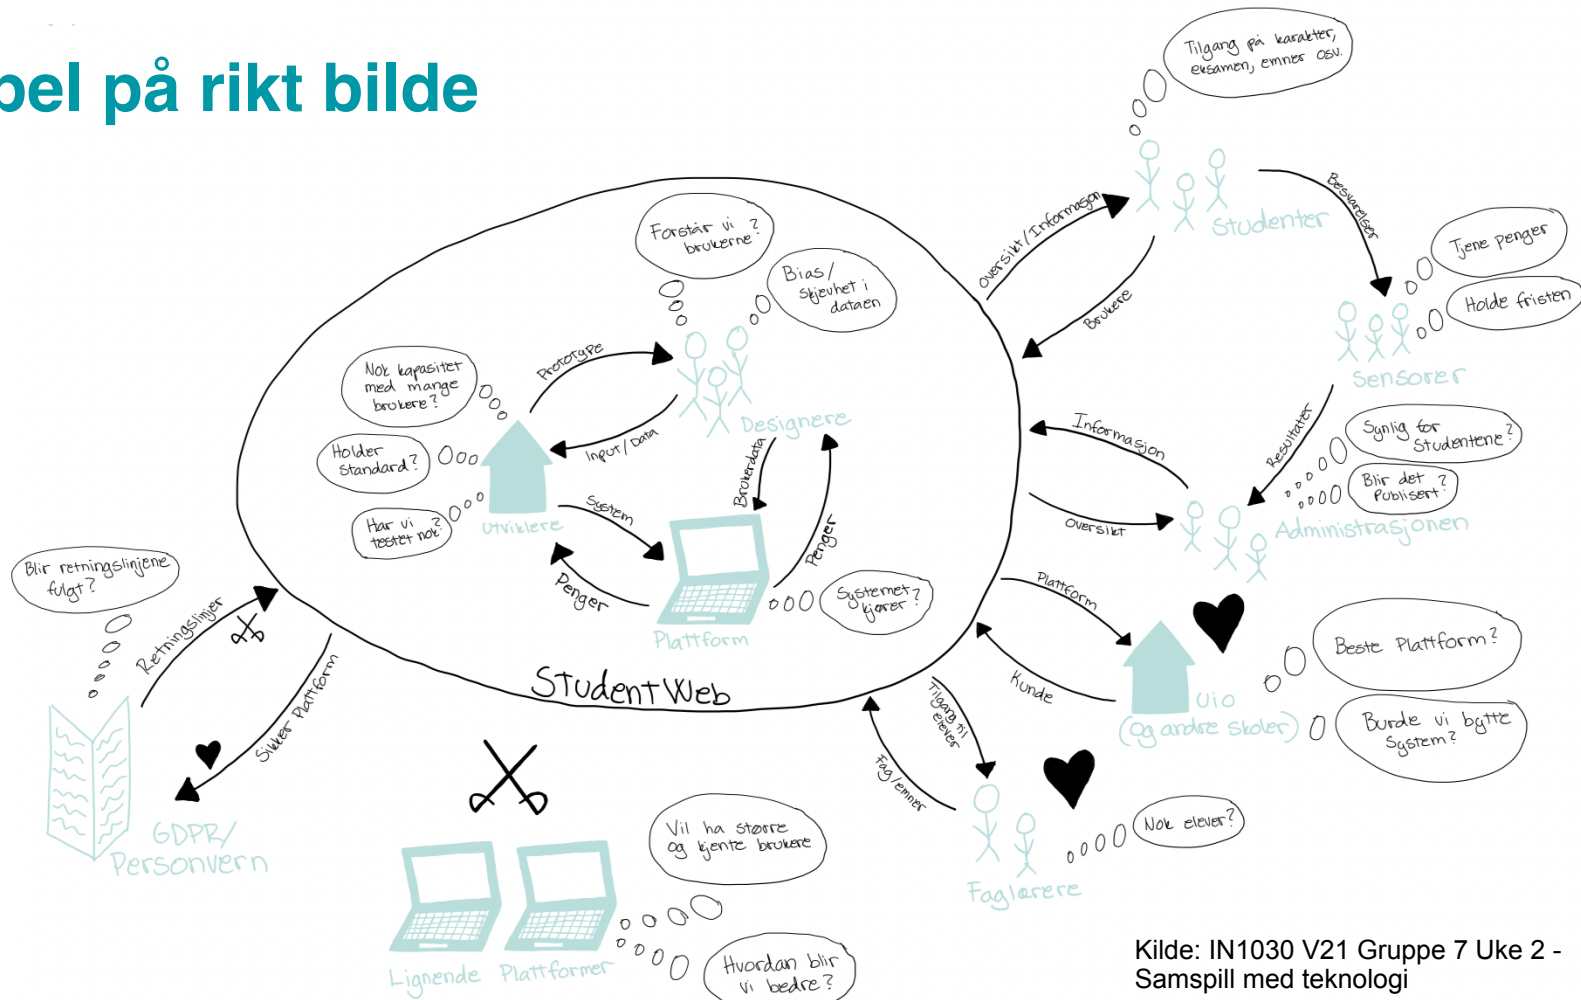 pel på rikt bilde
Tilgang på karakter,
eksamen, emner osv.
Studenter
Oversikt/Informasjon
Brukere
Besvarelser
Tjene penger
Holde fristen
Sensorer
Resultater
Synlig for
Studentene?
Blir det
Publisert?
Administrasjonen
Informasjon
Oversikt
Forstår vi
brukerne?
Bias/
skjevhet i
dataen
Designere
Prototype
Input/Data
Nok kapasitet
med mange
brukere?
Holder
standard?
Har vi
testet nok?
Utviklere
System
Penger
Brukerdata
Penger
Systemet
kjører?
Plattform
StudentWeb
Blir retningslinjene
fulgt?
Retningslinjer
Sikker Plattform
GDPR/
Personvern
Plattform
Kunde
UiO
(og andre skoler)
Beste Plattform?
Burde vi bytte
System?
Tilgang til
elever
Fag/emner
Faglærere
Nok elever?
Vil ha større
og kjente brukere
Hvordan blir
vi bedre?
Lignende Plattformer
Kilde: IN1030 V21 Gruppe 7 Uke 2 -
Samspill med teknologi